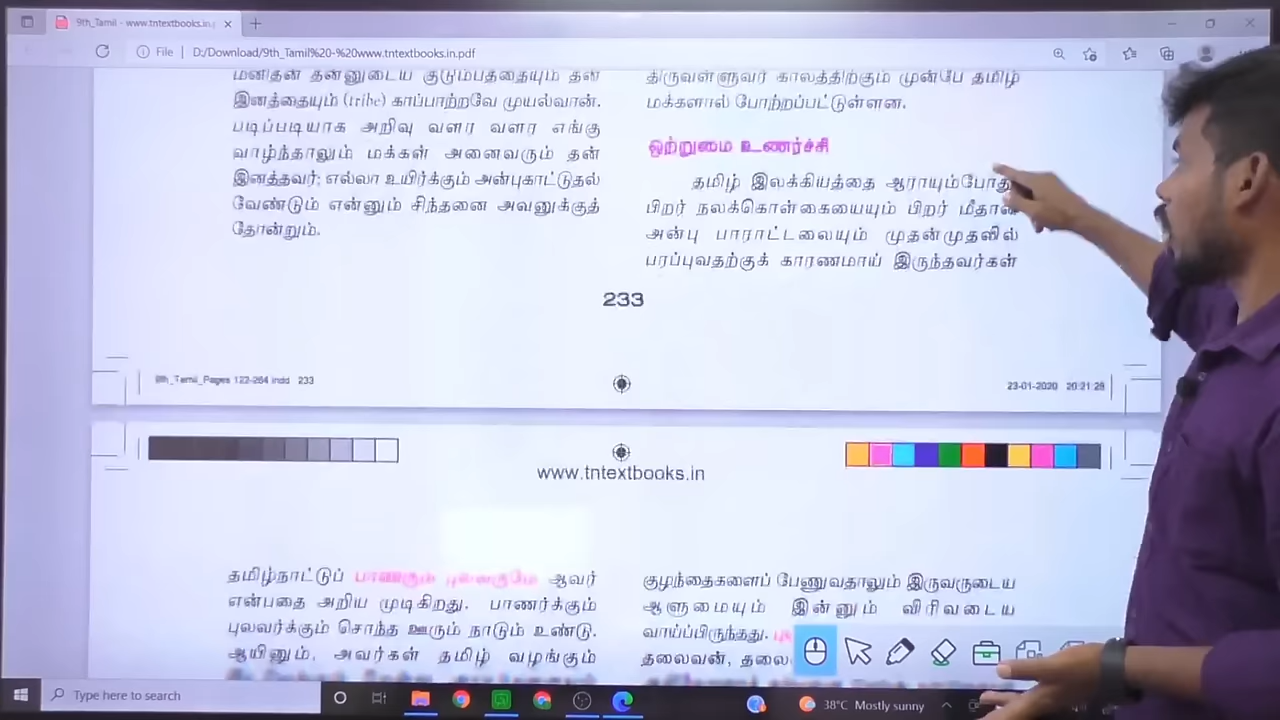 9th_Tamil - www.tntextbooks.in.p
File | D:/Download/9th_Tamil%20-%20www.tntextbooks.in.pdf
மனிதன் தன்னுடைய குடும்பத்தையும் தன்
இனத்தையும் (tribe) காப்பாற்றவே முயல்வான்.
படிப்படியாக அறிவு வளர வளர எங்கு
வாழ்ந்தாலும் மக்கள் அனைவரும் தன்
இனத்தவர்; எல்லா உயிர்க்கும் அன்புகாட்டுதல்
வேண்டும் என்னும் சிந்தனை அவனுக்குத்
தோன்றும்.
திருவள்ளுவர் காலத்திற்கும் முன்பே தமிழ்
மக்களால் போற்றப்பட்டுள்ளன.
ஒற்றுமை உணர்ச்சி
தமிழ் இலக்கியத்தை ஆராயும்போது
பிறர் நலக்கொள்கையையும் பிறர் மீதான
அன்பு பாராட்டலையும் முதன்முதலில்
பரப்புவதற்குக் காரணமாய் இருந்தவர்கள்
233
9th_Tamil_Pages 122-264 indd 233
23-01-2020 20:21:28
www.tntextbooks.in
தமிழ்நாட்டுப் பாணரும் புலவருமே ஆவர்
என்பதை அறிய முடிகிறது. பாணர்க்கும்
புலவர்க்கும் சொந்த ஊரும் நாடும் உண்டு.
ஆயினும், அவர்கள் தமிழ் வழங்கும்
குழந்தைகளைப் பேணுவதாலும் இருவருடைய
ஆளுமையும் இன்னும் விரிவடைய
வாய்ப்பிருந்தது.
தலைவன்,
Type here to search
38°C Mostly sunny